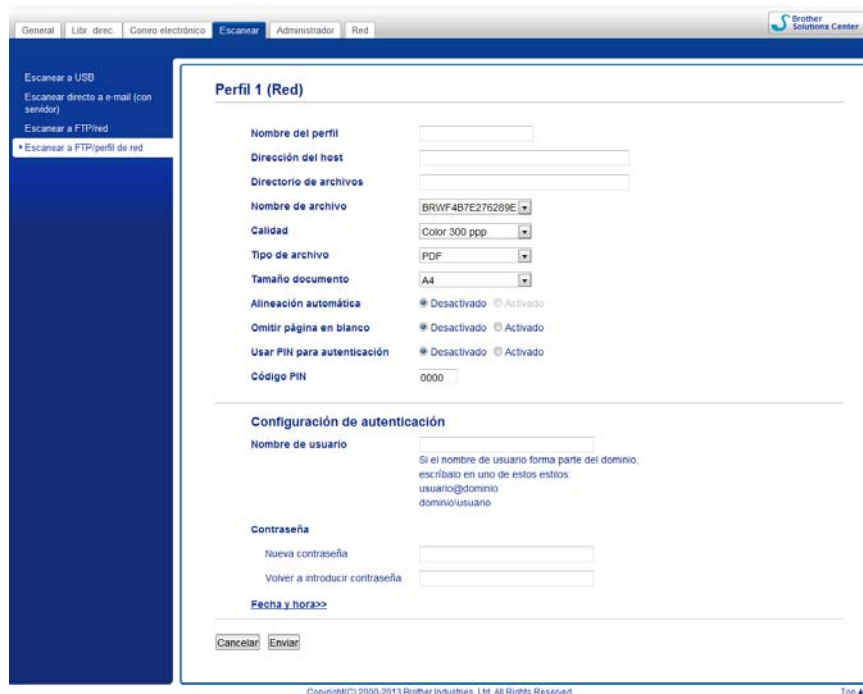 General Libr. direc. Correo electrónico Escanear Administrador Red
Brother
Solutions Center
Escanear a USB
Escanear directo a e-mail (con
servidor)
Escanear a FTP/red
Escanear a FTP/perfil de red
Perfil 1 (Red)
Nombre del perfil
Dirección del host
Directorio de archivos
Nombre de archivo BRWF4B7E276289E
Calidad Color 300 ppp
Tipo de archivo PDF
Tamaño documento A4
Alineación automática Desactivado Activado
Omitir página en blanco Desactivado Activado
Usar PIN para autenticación Desactivado Activado
Código PIN 0000
Configuración de autenticación
Nombre de usuario
Si el nombre de usuario forma parte del dominio,
escríbalo en uno de estos estilos:
usuario@dominio
dominio\usuario
Contraseña
Nueva contraseña
Volver a introducir contraseña
Fecha y hora>>
Cancelar Enviar
Copyright(C) 2000-2013 Brother Industries, Ltd. All Rights Reserved. Top▲